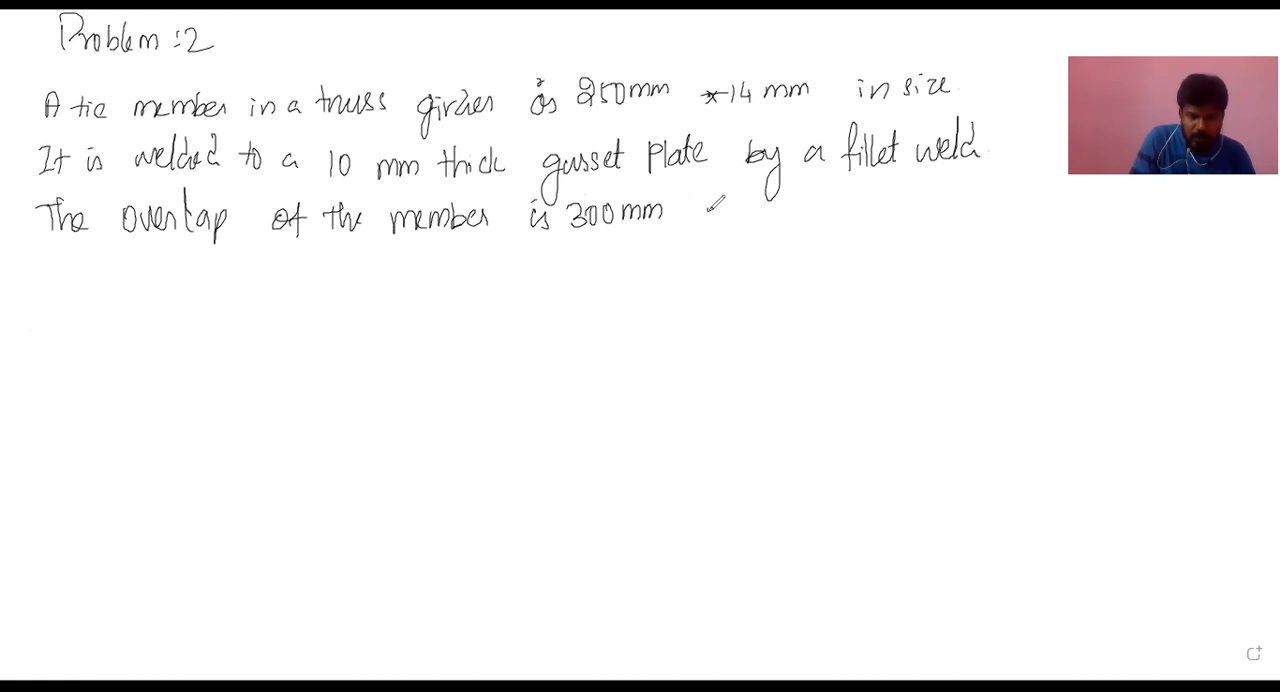 Problem :2
A tie member in a truss girder is 250mm *14 mm in size.
It is welded to a 10 mm thick gusset plate by a fillet weld.
The overlap of the member is 300mm